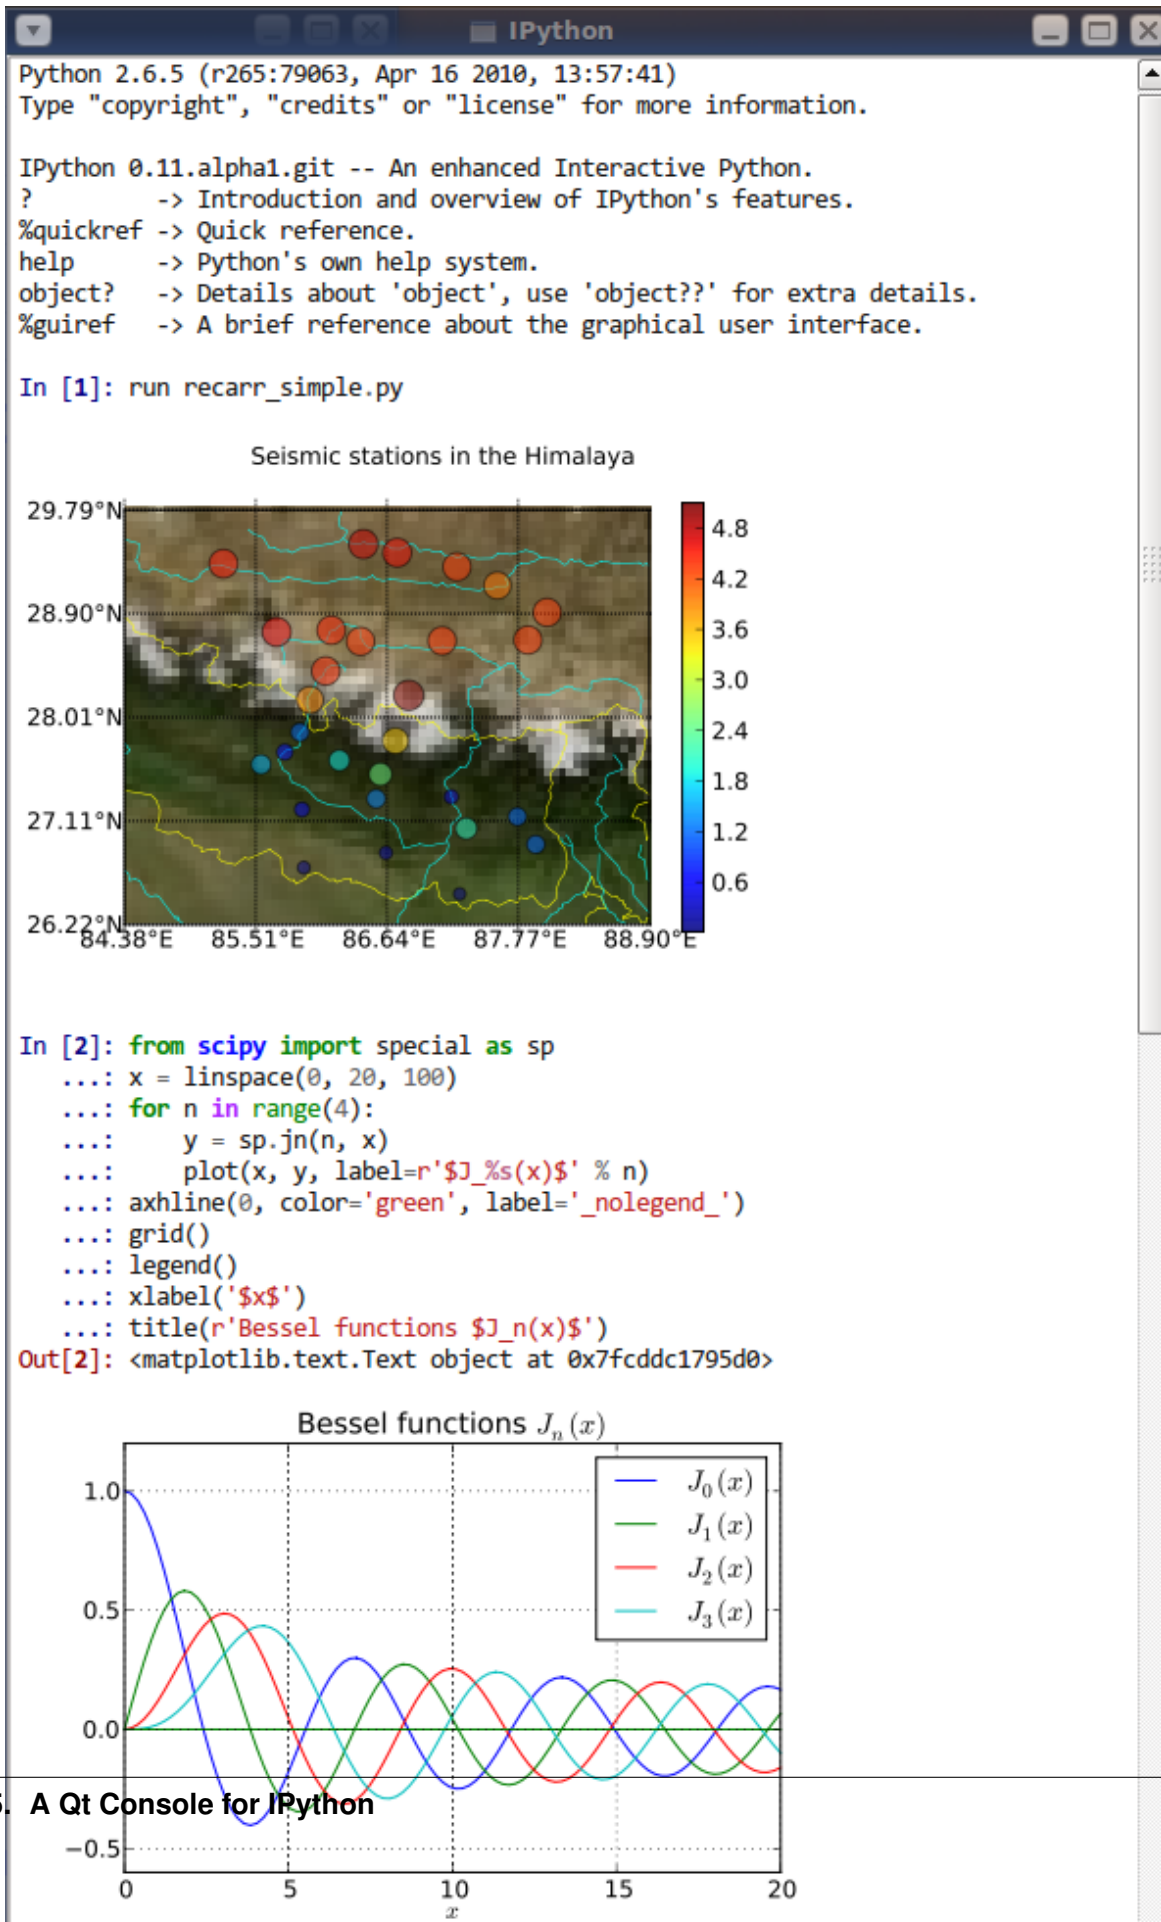 IPython
Python 2.6.5 (r265:79063, Apr 16 2010, 13:57:41)
Type "copyright", "credits" or "license" for more information.
IPython 0.11.alpha1.git -- An enhanced Interactive Python.
?         -> Introduction and overview of IPython's features.
%quickref -> Quick reference.
help      -> Python's own help system.
object?   -> Details about 'object', use 'object??' for extra details.
%guiref   -> A brief reference about the graphical user interface.
In [1]: run recarr_simple.py
Seismic stations in the Himalaya
29.79°N
28.90°N
28.01°N
27.11°N
26.22°N
84.38°E 85.51°E 86.64°E 87.77°E 88.90°E
4.8
4.2
3.6
3.0
2.4
1.8
1.2
0.6
In [2]: from scipy import special as sp
   ...: x = linspace(0, 20, 100)
   ...: for n in range(4):
   ...:     y = sp.jn(n, x)
   ...:     plot(x, y, label=r'$J_%s(x)$' % n)
   ...: axhline(0, color='green', label='_nolegend_')
   ...: grid()
   ...: legend()
   ...: xlabel('$x$')
   ...: title(r'Bessel functions $J_n(x)$')
Out[2]: <matplotlib.text.Text object at 0x7fcddc1795d0>
Bessel functions J_n(x)
J_0(x)
J_1(x)
J_2(x)
J_3(x)
1.0
0.5
0.0
−0.5
0 5 10 15 20
x
. A Qt Console for IPython